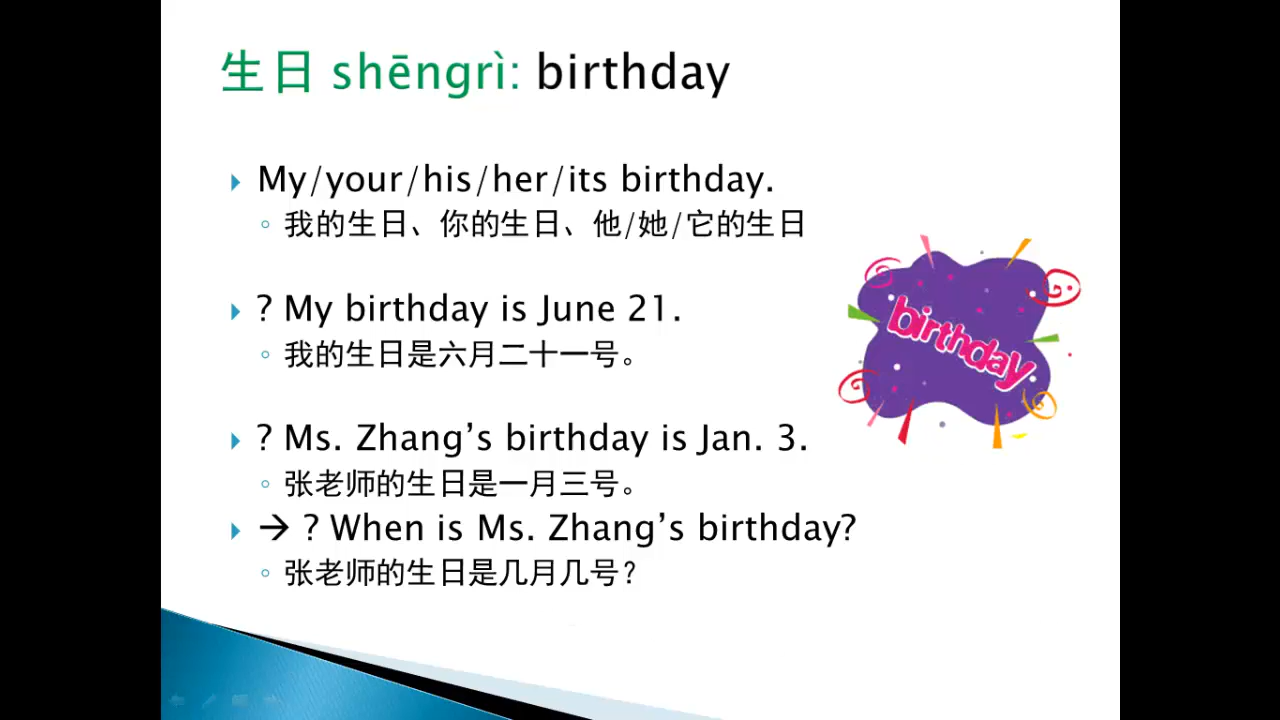 生日 shēngrì: birthday
My/your/his/her/its birthday.
我的生日、你的生日、他/她/它的生日
? My birthday is June 21.
我的生日是六月二十一号。
? Ms. Zhang’s birthday is Jan. 3.
张老师的生日是一月三号。
→ ? When is Ms. Zhang’s birthday?
张老师的生日是几月几号？
birthday